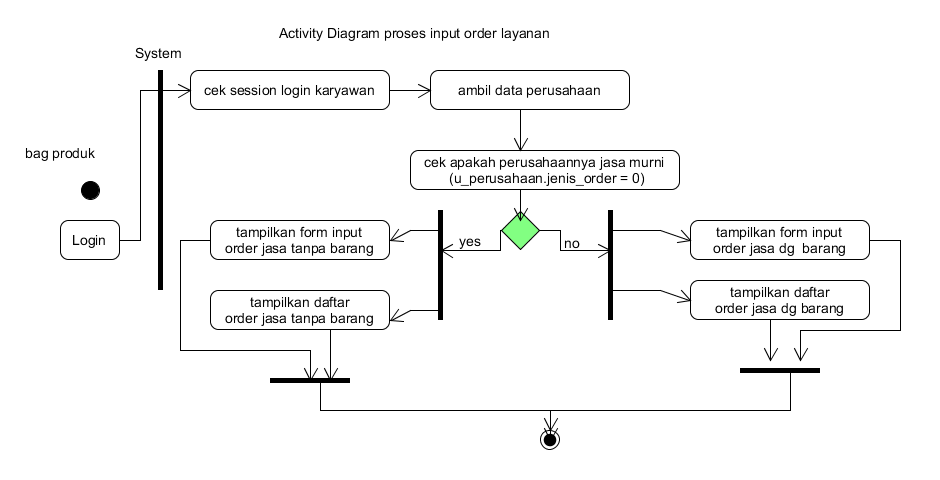 Activity Diagram proses input order layanan
System
cek session login karyawan
ambil data perusahaan
bag produk
cek apakah perusahaannya jasa murni
(u_perusahaan.jenis_order = 0)
Login
tampilkan form input
order jasa tanpa barang
yes
no
tampilkan form input
order jasa dg  barang
tampilkan daftar
order jasa tanpa barang
tampilkan daftar
order jasa dg barang